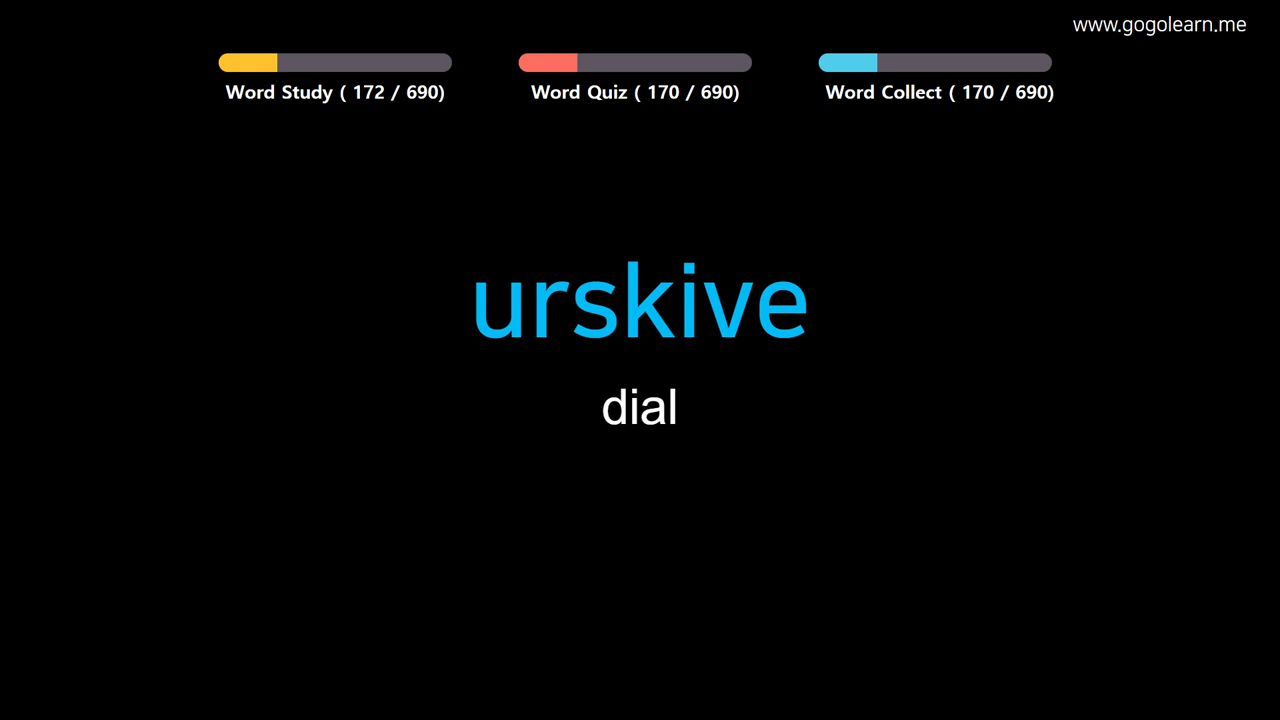 www.gogolearn.me
Word Study ( 172 / 690)
Word Quiz ( 170 / 690)
Word Collect ( 170 / 690)
urskive
dial